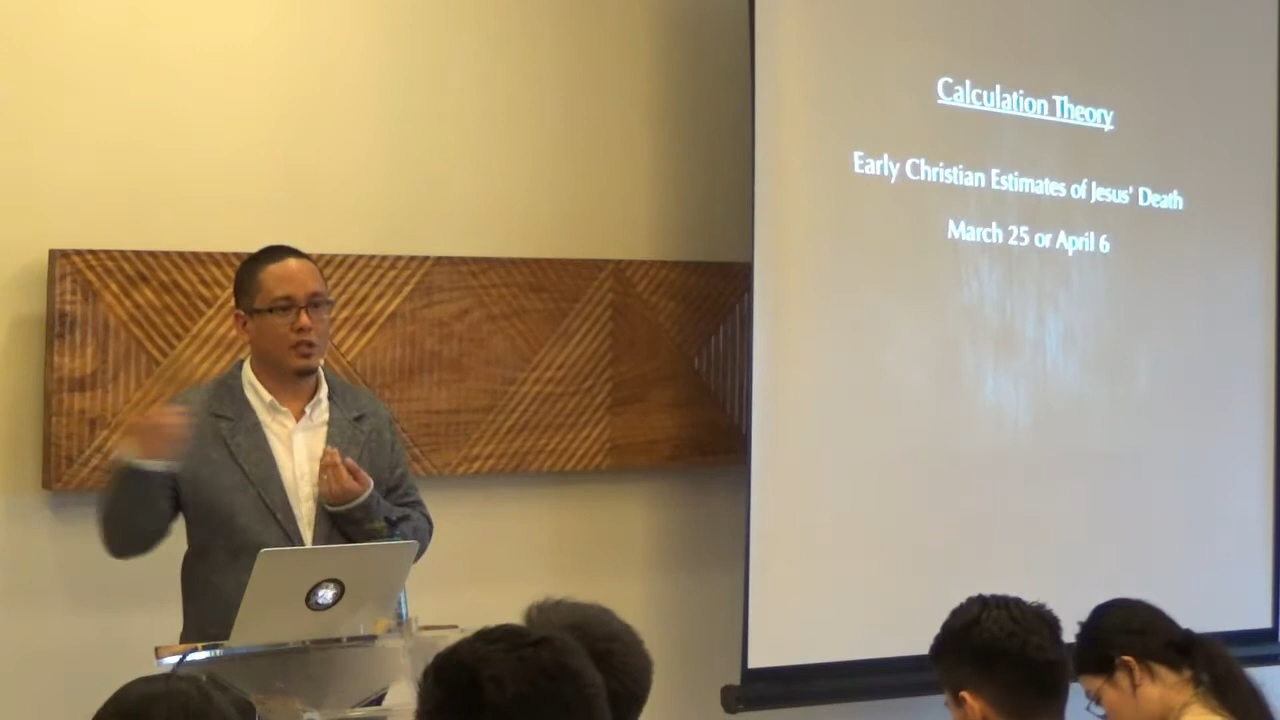 Calculation Theory
Early Christian Estimates of Jesus' Death
March 25 or April 6